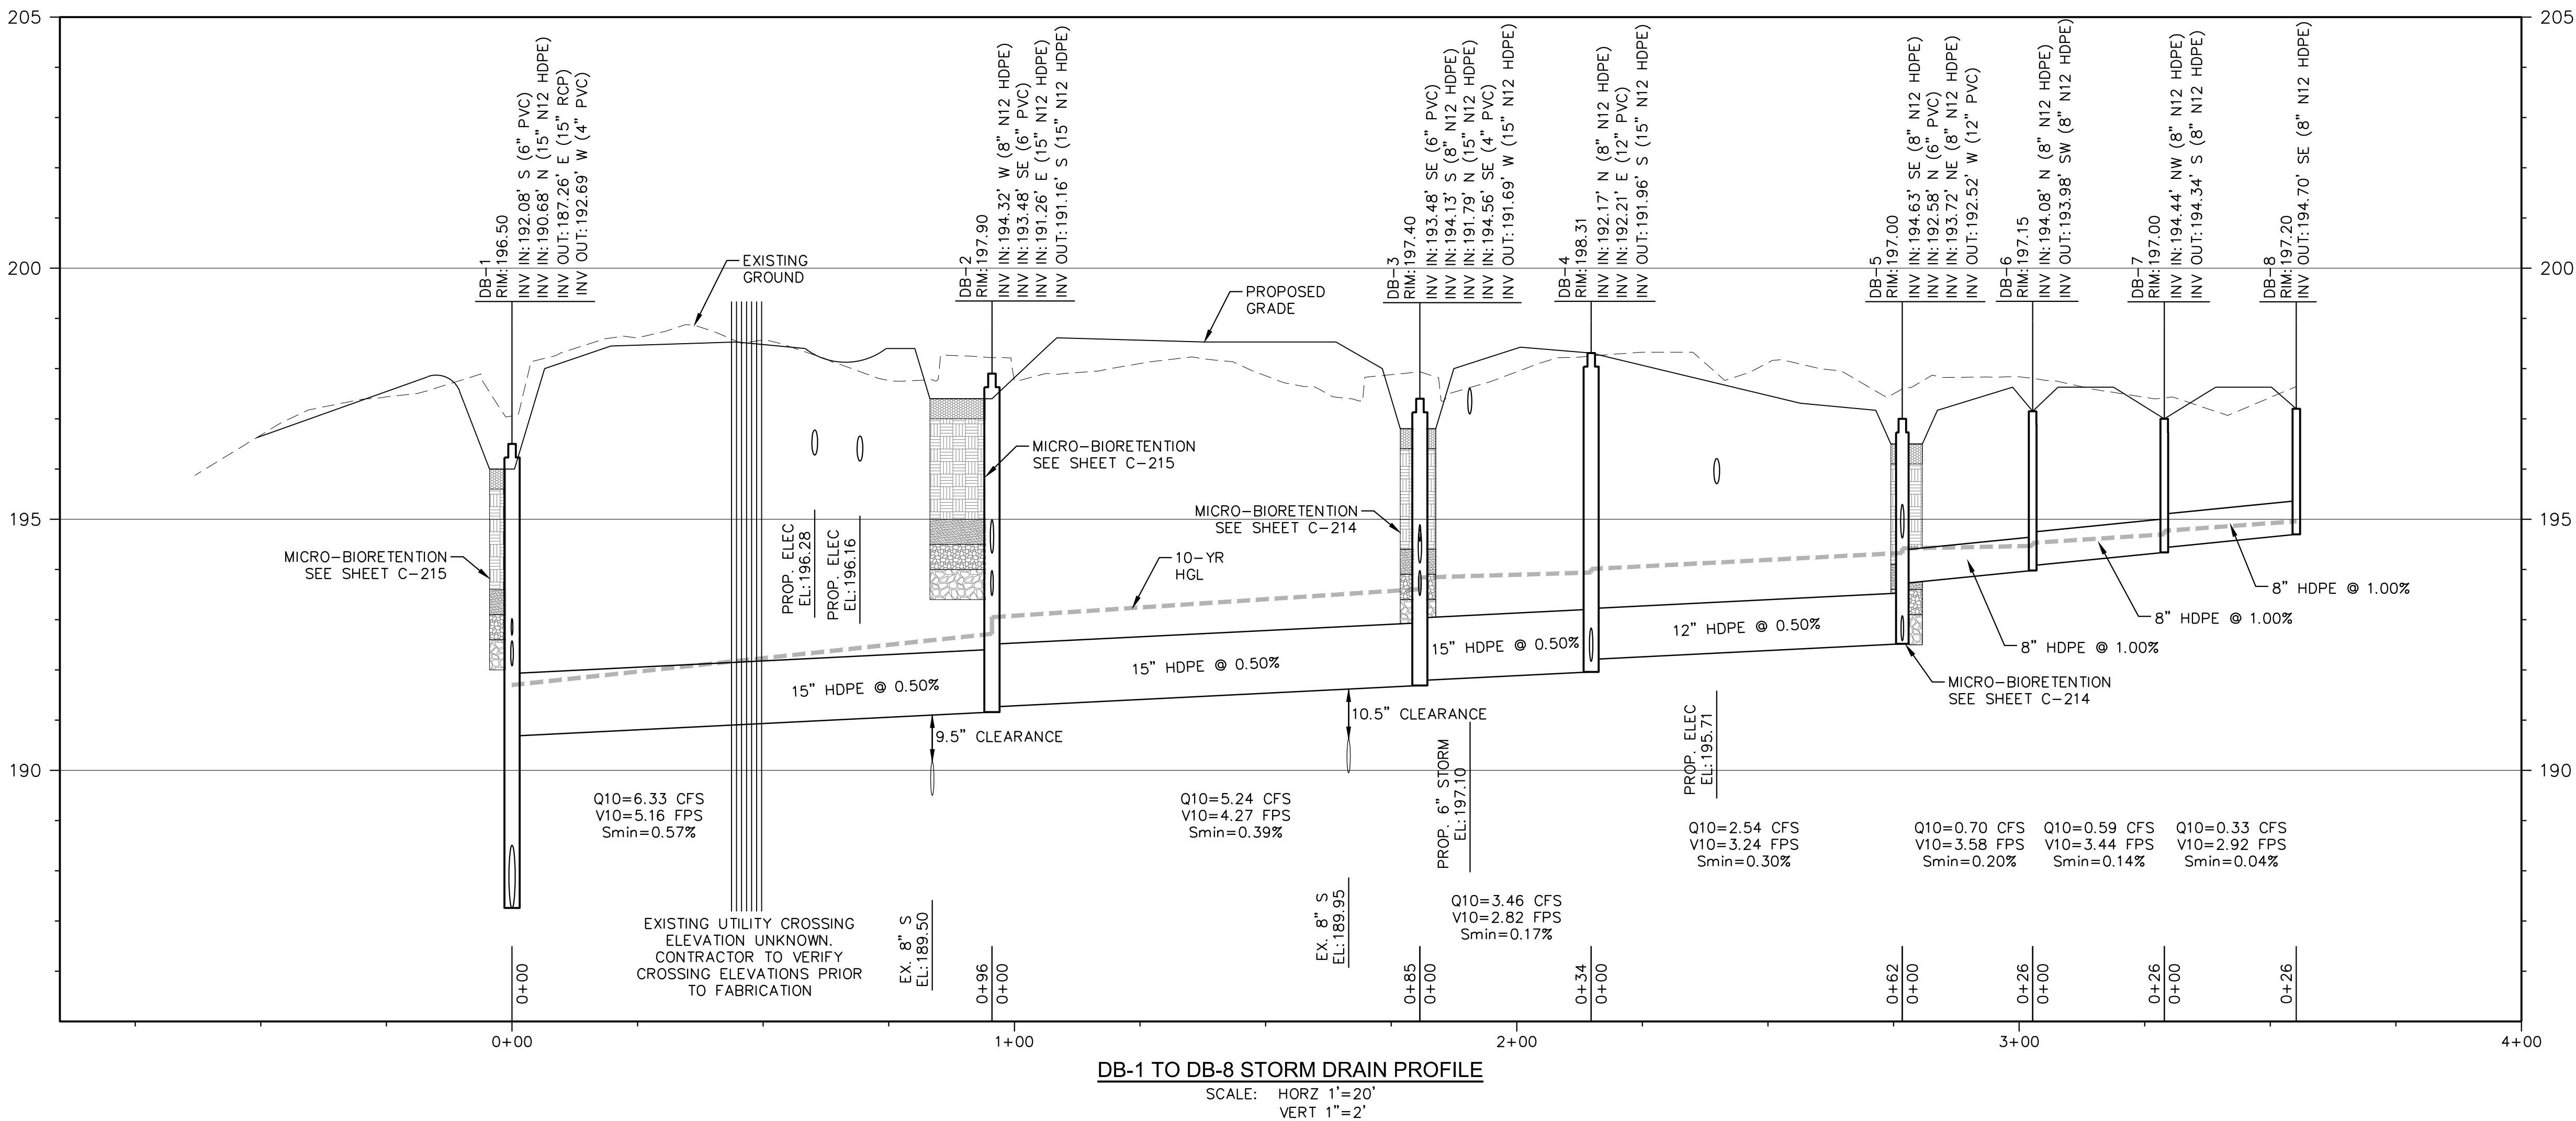 205
200
195
190
205
200
195
190
DB-1
RIM:196.50
INV IN:192.08' S (6" PVC)
INV IN:190.68' N (15" N12 HDPE)
INV OUT:187.26' E (15" RCP)
INV OUT:192.69' W (4" PVC)
DB-2
RIM:197.90
INV IN:194.32' W (8" N12 HDPE)
INV IN:193.48' SE (6" PVC)
INV IN:191.26' E (15" N12 HDPE)
INV OUT:191.16' S (15" N12 HDPE)
DB-3
RIM:197.40
INV IN:193.48' SE (6" PVC)
INV IN:194.13' S (8" N12 HDPE)
INV IN:191.79' N (15" N12 HDPE)
INV IN:194.56' SE (4" PVC)
INV OUT:191.69' W (15" N12 HDPE)
DB-4
RIM:198.31
INV IN:192.17' N (8" N12 HDPE)
INV IN:192.21' E (12" PVC)
INV OUT:191.96' S (15" N12 HDPE)
DB-5
RIM:197.00
INV IN:194.63' SE (8" N12 HDPE)
INV IN:192.58' N (6" PVC)
INV IN:193.72' NE (8" N12 HDPE)
INV OUT:192.52' W (12" PVC)
DB-6
RIM:197.15
INV IN:194.08' N (8" N12 HDPE)
INV OUT:193.98' SW (8" N12 HDPE)
DB-7
RIM:197.00
INV IN:194.44' NW (8" N12 HDPE)
INV OUT:194.34' S (8" N12 HDPE)
DB-8
RIM:197.20
INV OUT:194.70' SE (8" N12 HDPE)
EXISTING
GROUND
PROPOSED
GRADE
MICRO-BIORETENTION
SEE SHEET C-215
PROP. ELEC
EL:196.28
PROP. ELEC
EL:196.16
MICRO-BIORETENTION
SEE SHEET C-215
10-YR
HGL
MICRO-BIORETENTION
SEE SHEET C-214
15" HDPE @ 0.50%
15" HDPE @ 0.50%
15" HDPE @ 0.50%
12" HDPE @ 0.50%
8" HDPE @ 1.00%
8" HDPE @ 1.00%
8" HDPE @ 1.00%
MICRO-BIORETENTION
SEE SHEET C-214
9.5" CLEARANCE
10.5" CLEARANCE
PROP. 6" STORM
EL:197.10
PROP. ELEC
EL:195.71
Q10=6.33 CFS
V10=5.16 FPS
Smin=0.57%
Q10=5.24 CFS
V10=4.27 FPS
Smin=0.39%
Q10=3.46 CFS
V10=2.82 FPS
Smin=0.17%
Q10=2.54 CFS
V10=3.24 FPS
Smin=0.30%
Q10=0.70 CFS
V10=3.58 FPS
Smin=0.20%
Q10=0.59 CFS
V10=3.44 FPS
Smin=0.14%
Q10=0.33 CFS
V10=2.92 FPS
Smin=0.04%
EXISTING UTILITY CROSSING
ELEVATION UNKNOWN.
CONTRACTOR TO VERIFY
CROSSING ELEVATIONS PRIOR
TO FABRICATION
EX. 8" S
EL:189.50
EX. 8" S
EL:189.95
0+00
0+96
0+00
0+85
0+00
0+34
0+00
0+62
0+00
0+26
0+00
0+26
0+00
0+26
0+00
1+00
2+00
3+00
4+00
DB-1 TO DB-8 STORM DRAIN PROFILE
SCALE: HORZ 1'=20'
VERT 1"=2'